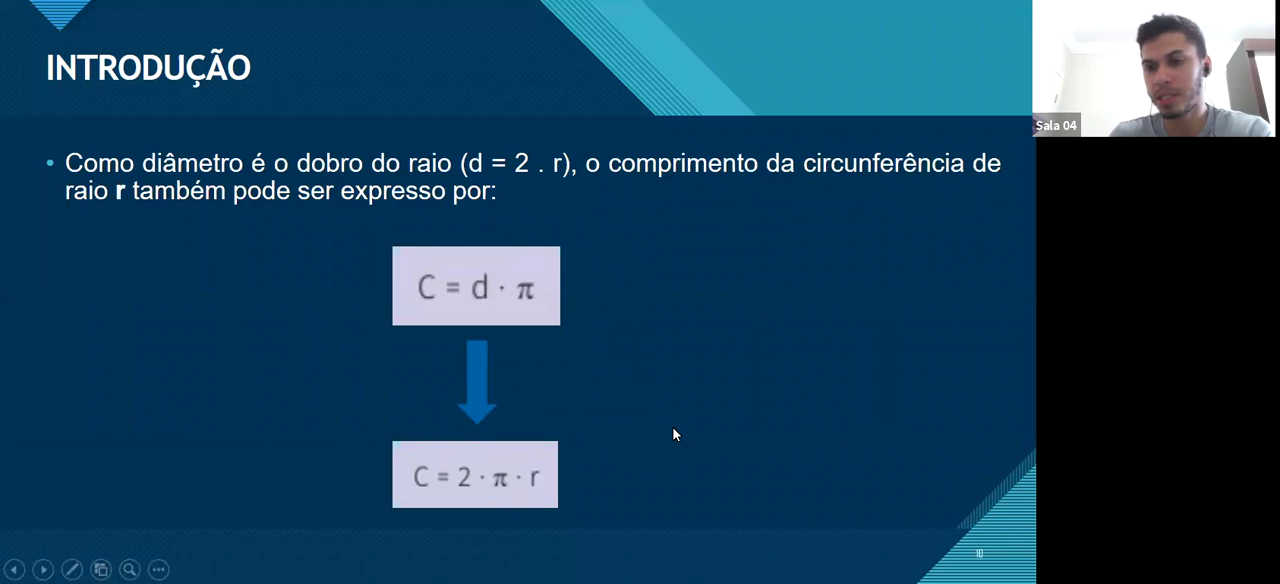 INTRODUÇÃO
Sala 04
• Como diâmetro é o dobro do raio (d = 2 . r), o comprimento da circunferência de
raio r também pode ser expresso por:
C = d · π
C = 2 · π · r
10